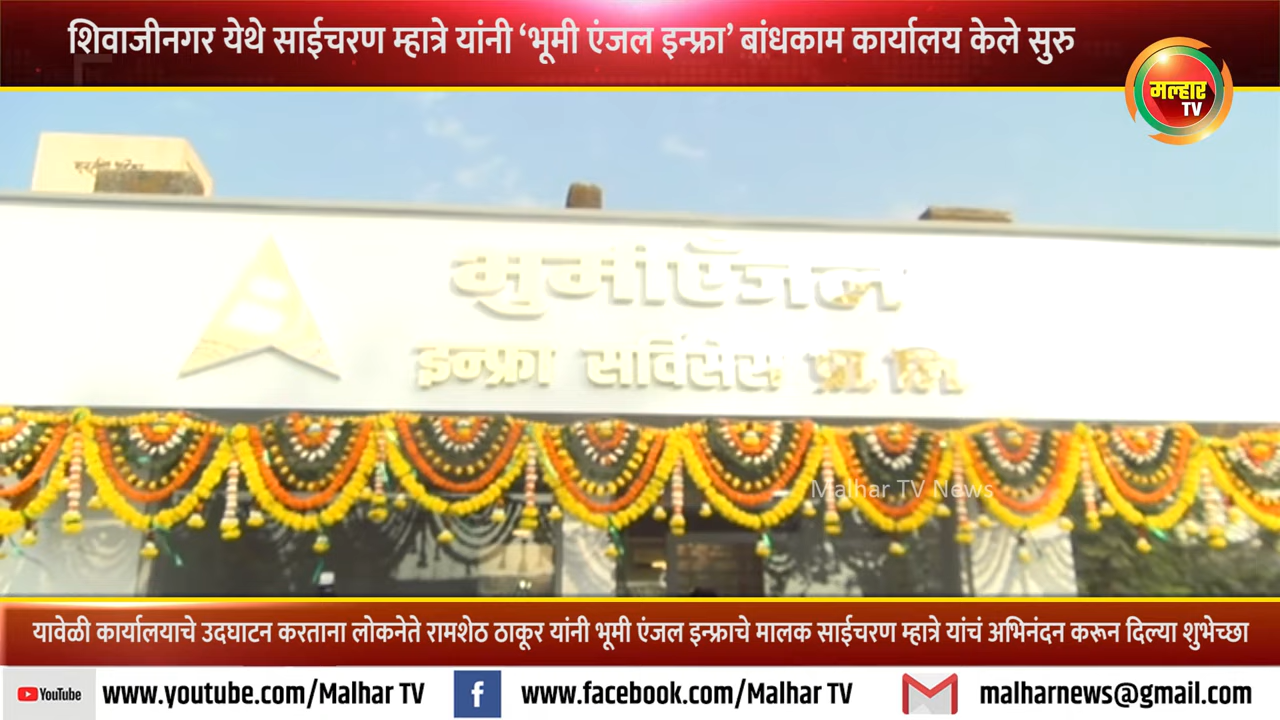 शिवाजीनगर येथे साईचरण म्हात्रे यांनी ‘भूमी एंजल इन्फ्रा’ बांधकाम कार्यालय केले सुरु
मल्हार
TV
भुमीएँजल
इन्फ्रा सर्विसेस प्रा. लि.
Malhar TV News
यावेळी कार्यालयाचे उदघाटन करताना लोकनेते रामशेठ ठाकूर यांनी भूमी एंजल इन्फ्राचे मालक साईचरण म्हात्रे यांचं अभिनंदन करून दिल्या शुभेच्छा
YouTube www.youtube.com/Malhar TV www.facebook.com/Malhar TV malharnews@gmail.com